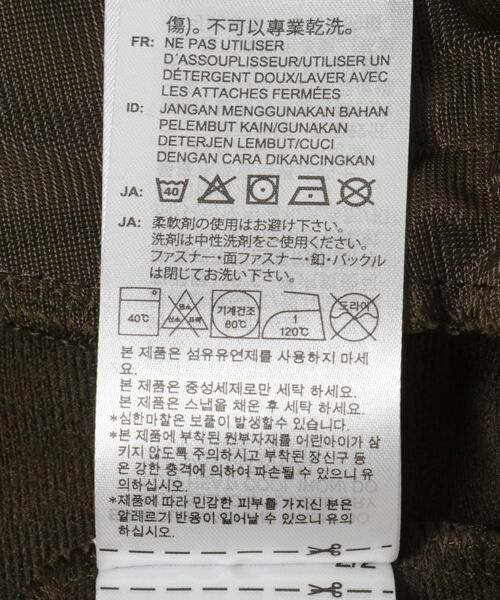 傷)。不可以專業乾洗。
FR: NE PAS UTILISER
D'ASSOUPLISSEUR/UTILISER UN
DÉTERGENT DOUX/LAVER AVEC
LES ATTACHES FERMÉES
ID: JANGAN MENGGUNAKAN BAHAN
PELEMBUT KAIN/GUNAKAN
DETERJEN LEMBUT/CUCI
DENGAN CARA DIKANCINGKAN
JA: 40
JA: 柔軟剤の使用はお避け下さい。
洗剤は中性洗剤をご使用ください。
ファスナー・面ファスナー・釦・バックル
は閉じてお洗い下さい。
40℃ 염소 산소표백 기계건조 60℃ 1 120℃ 드라이
본 제품은 섬유유연제를 사용하지 마세
요.
본 제품은 중성세제로만 세탁 하세요.
본 제품은 스냅을 채운 후 세탁 하세요.
*심한마찰은 보풀이 발생할수 있습니다.
*본 제품에 부착된 원부자재를 어린아이가 삼
키지 않도록 주의하시고 부착된 장신구 등
은 강한 충격에 의하여 파손될 수 있으니 유
의하십시오.
*제품에 따라 민감한 피부를 가지신 분은
알레르기 반응이 일어날 수 있으니 유의
하십시오.